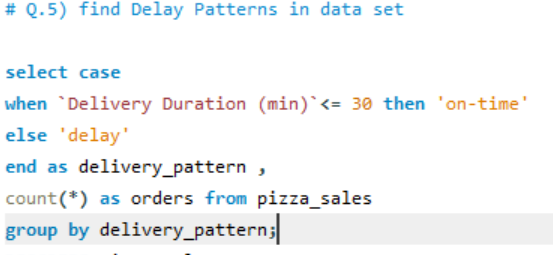 # Q.5) find Delay Patterns in data set
select case
when `Delivery Duration (min)`<= 30 then 'on-time'
else 'delay'
end as delivery_pattern ,
count(*) as orders from pizza_sales
group by delivery_pattern;